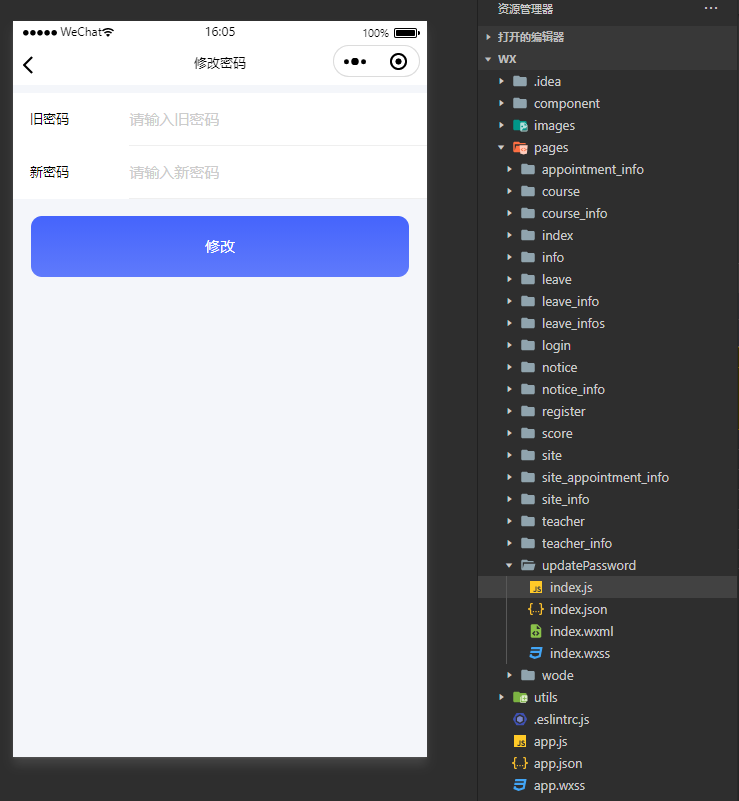 WeChat
16:05
100%
修改密码
旧密码
请输入旧密码
新密码
请输入新密码
修改
资源管理器
打开的编辑器
WX
.idea
component
images
pages
appointment_info
course
course_info
index
info
leave
leave_info
leave_infos
login
notice
notice_info
register
score
site
site_appointment_info
site_info
teacher
teacher_info
updatePassword
index.js
index.json
index.wxml
index.wxss
wode
utils
.eslintrc.js
app.js
app.json
app.wxss